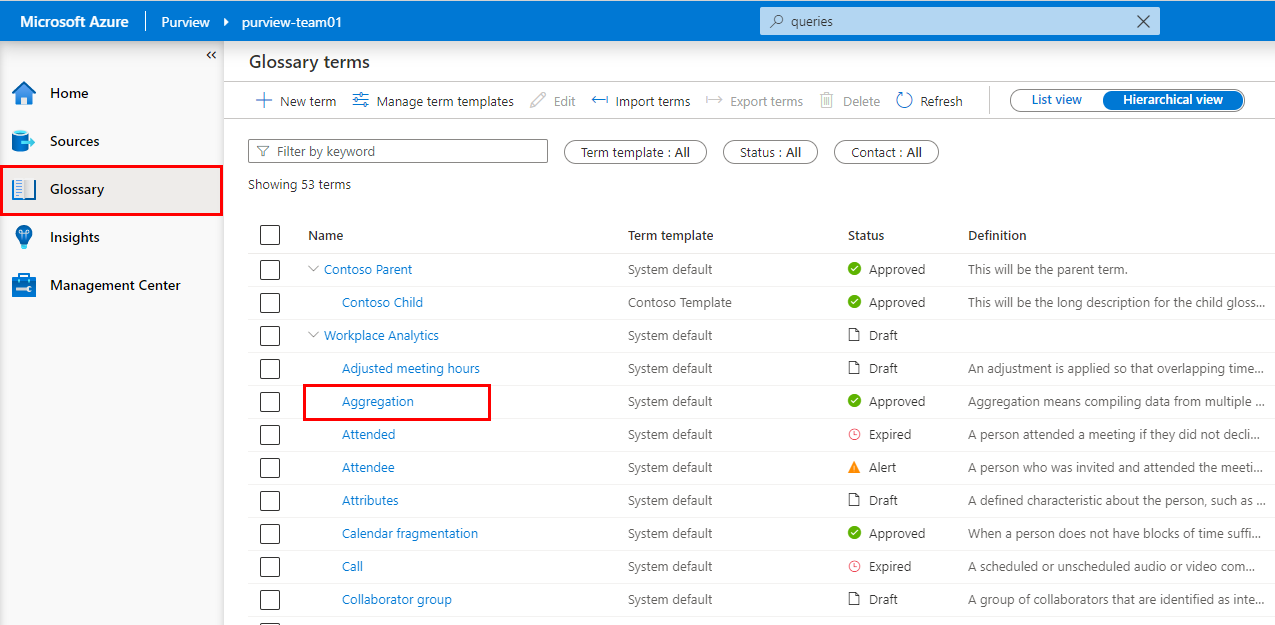 Microsoft Azure Purview purview-team01 queries
«
Glossary terms
Home
Sources
Glossary
Insights
Management Center
New term Manage term templates Edit Import terms Export terms Delete Refresh List view Hierarchical view
Filter by keyword Term template : All Status : All Contact : All
Showing 53 terms
Name Term template Status Definition
Contoso Parent System default Approved This will be the parent term.
Contoso Child Contoso Template Approved This will be the long description for the child gloss...
Workplace Analytics System default Draft
Adjusted meeting hours System default Draft An adjustment is applied so that overlapping time...
Aggregation System default Approved Aggregation means compiling data from multiple ...
Attended System default Expired A person attended a meeting if they did not decli...
Attendee System default Alert A person who was invited and attended the meeti...
Attributes System default Draft A defined characteristic about the person, such as ...
Calendar fragmentation System default Approved When a person does not have blocks of time suffi...
Call System default Expired A scheduled or unscheduled audio or video com...
Collaborator group System default Draft A group of collaborators that are identified as inte...